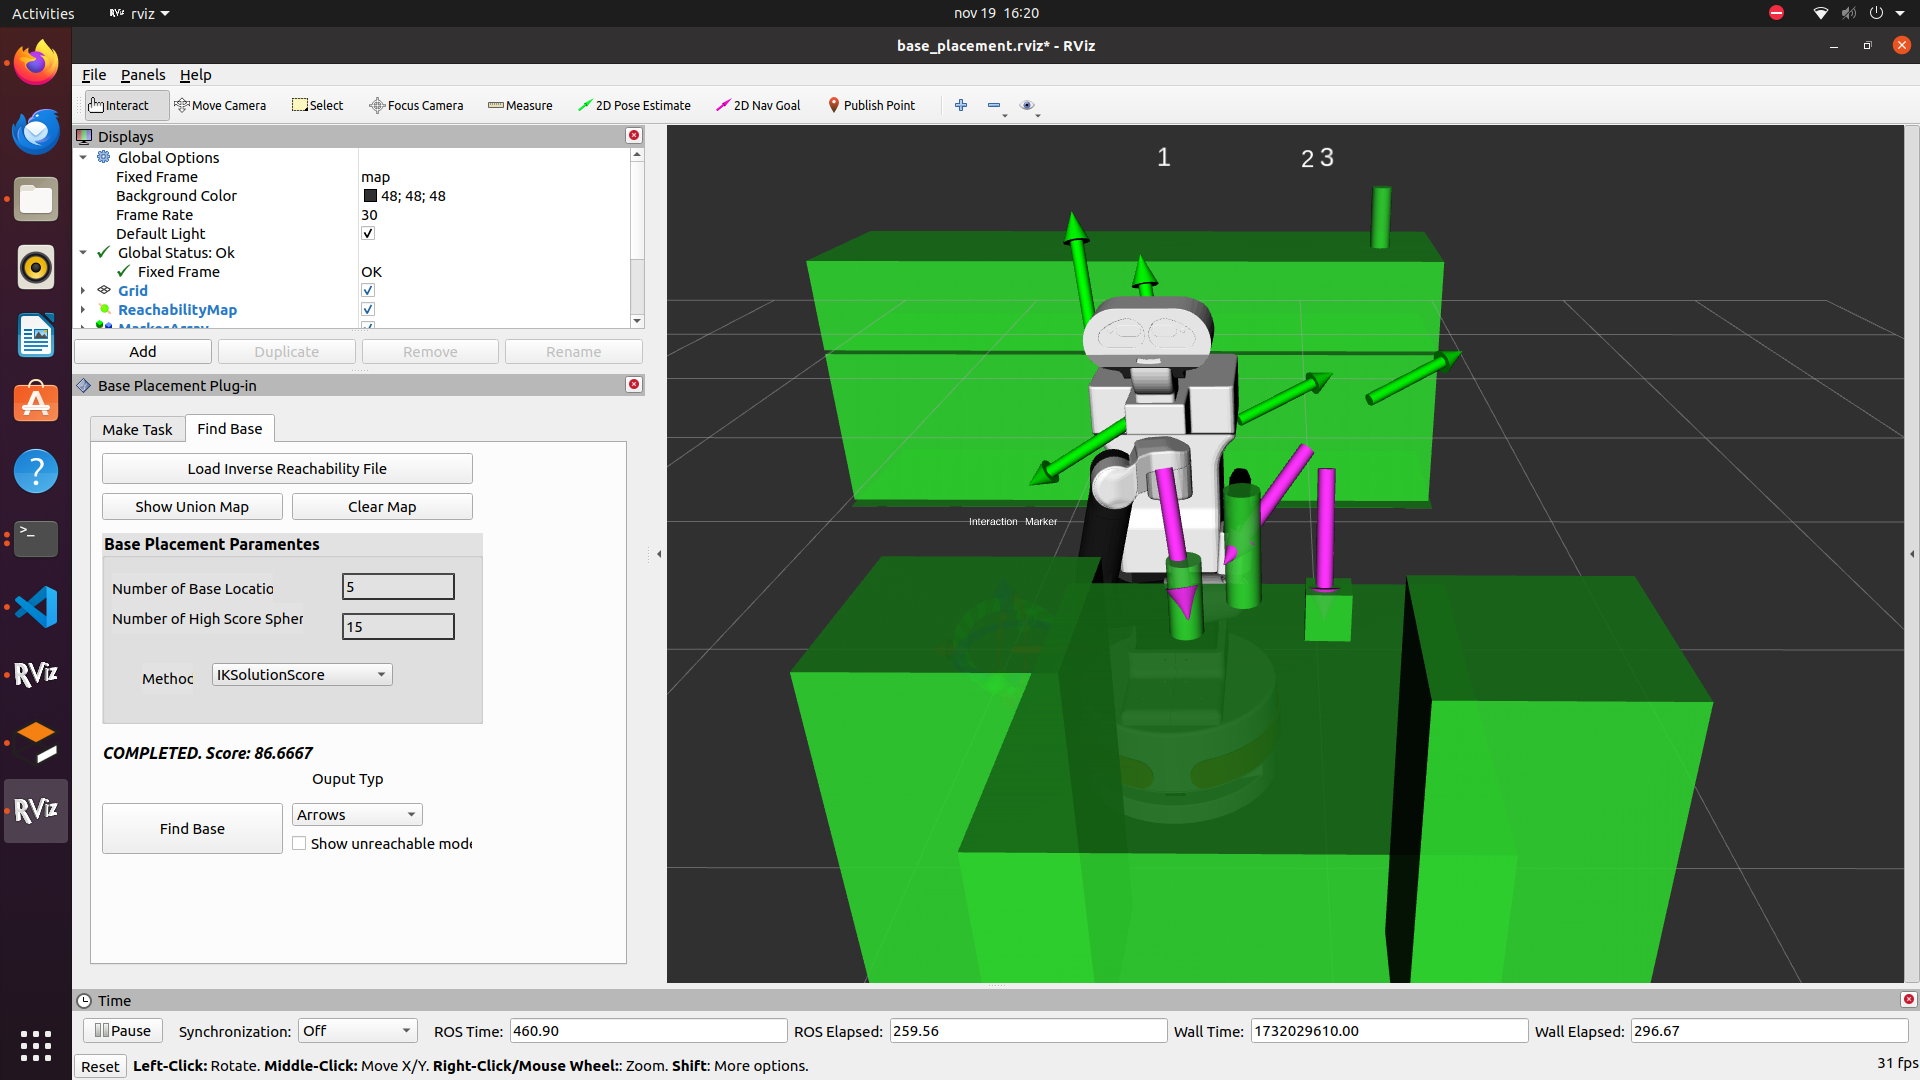 Activities RViz rviz nov 19 16:20
base_placement.rviz* - RViz
File Panels Help
Interact Move Camera Select Focus Camera Measure 2D Pose Estimate 2D Nav Goal Publish Point
Displays
Global Options
Fixed Frame map
Background Color 48; 48; 48
Frame Rate 30
Default Light
Global Status: Ok
Fixed Frame OK
Grid
ReachabilityMap
MarkerArray
Add Duplicate Remove Rename
Base Placement Plug-in
Make Task Find Base
Load Inverse Reachability File
Show Union Map Clear Map
Base Placement Paramentes
Number of Base Locatio 5
Number of High Score Spher 15
Method IKSolutionScore
COMPLETED. Score: 86.6667
Ouput Typ
Find Base Arrows
Show unreachable mode
1 2 3
Interaction Marker
RViz
RViz
Time
Pause Synchronization: Off ROS Time: 460.90 ROS Elapsed: 259.56 Wall Time: 1732029610.00 Wall Elapsed: 296.67
Reset Left-Click: Rotate. Middle-Click: Move X/Y. Right-Click/Mouse Wheel:: Zoom. Shift: More options. 31 fps